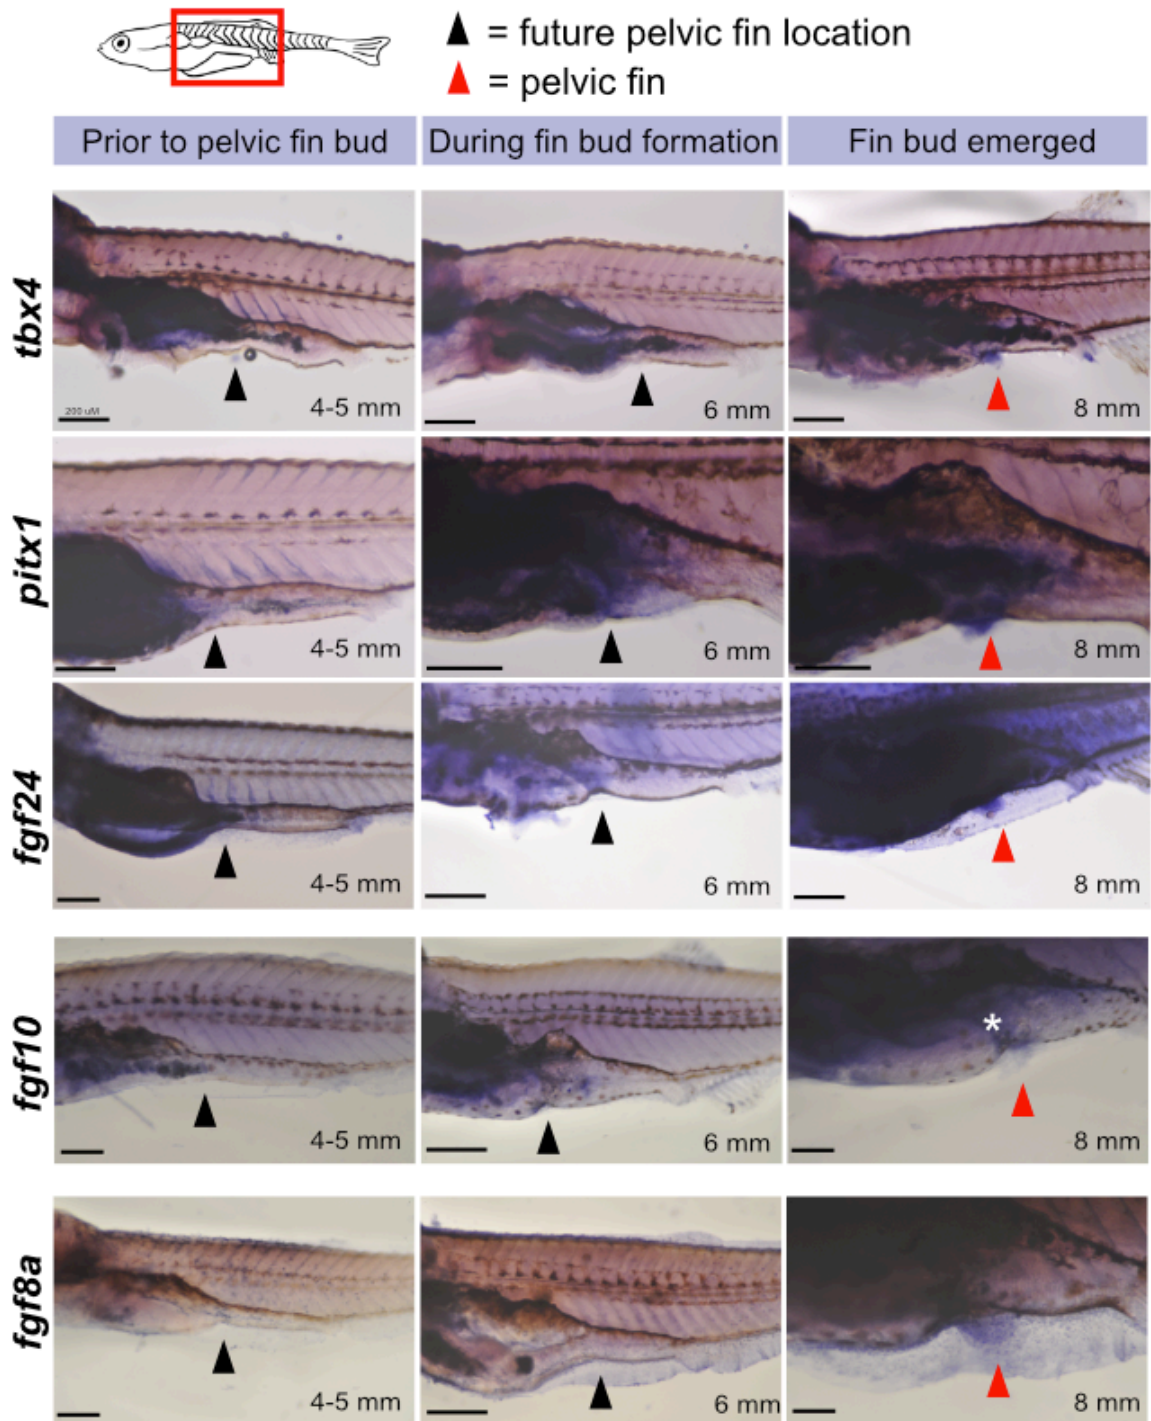 = future pelvic fin location
= pelvic fin
Prior to pelvic fin bud During fin bud formation Fin bud emerged
tbx4
200 uM
4-5 mm 6 mm 8 mm
pitx1
4-5 mm 6 mm 8 mm
fgf24
4-5 mm 6 mm 8 mm
fgf10
*
4-5 mm 6 mm 8 mm
fgf8a
4-5 mm 6 mm 8 mm